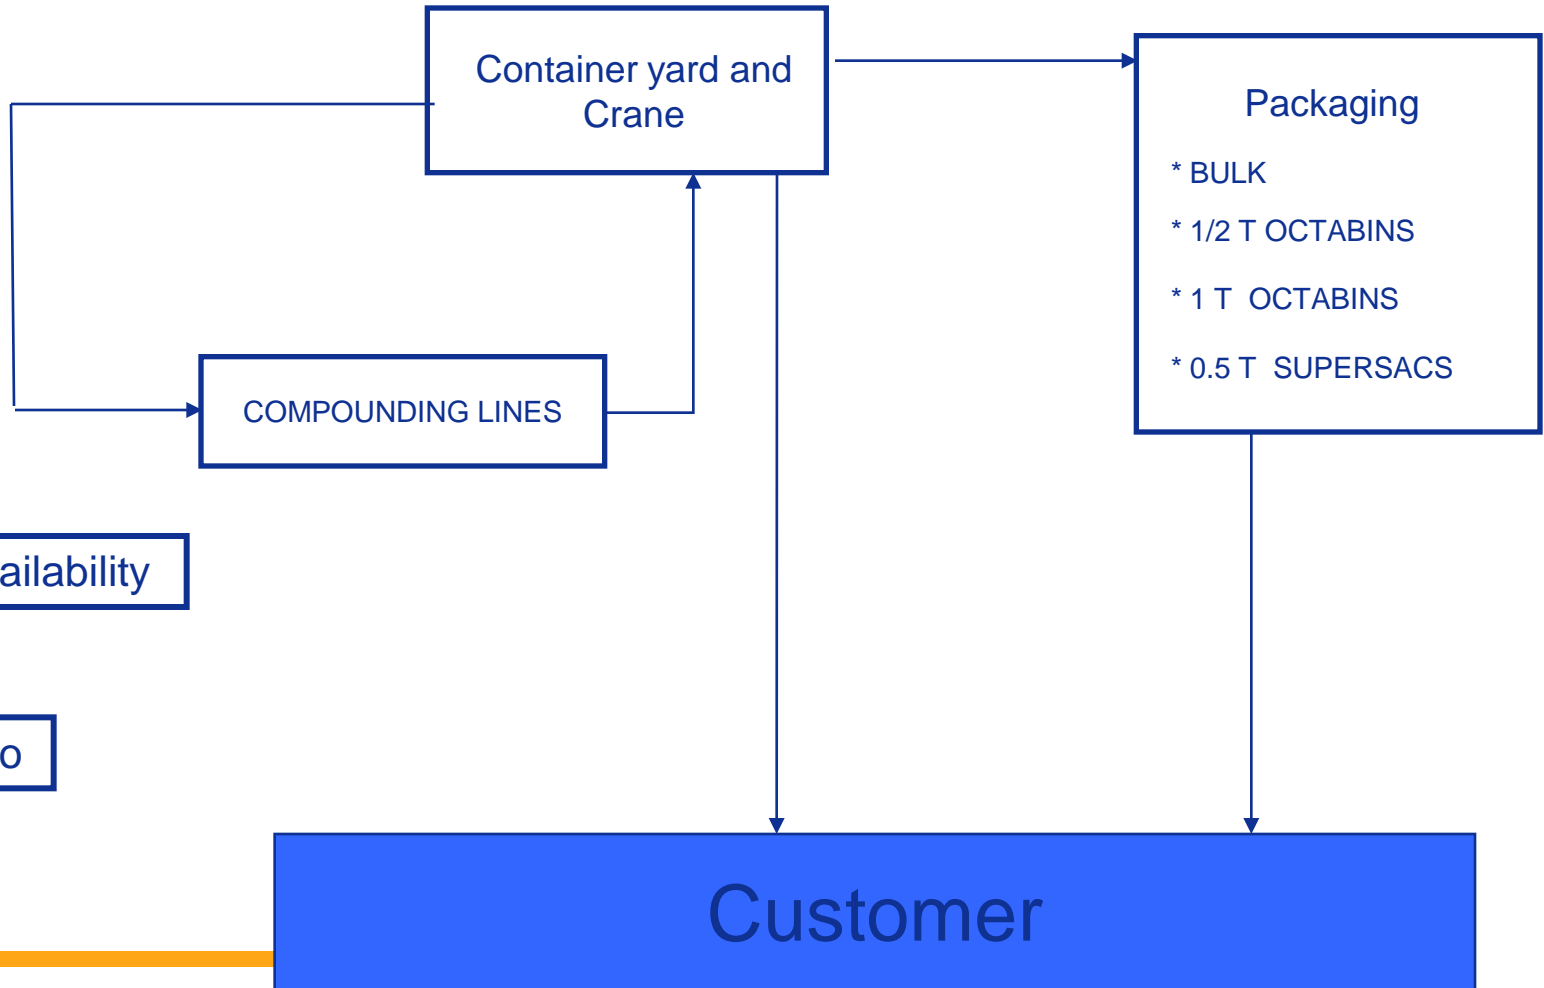 Container yard and
Crane
Packaging
* BULK
* 1/2 T OCTABINS
* 1 T OCTABINS
* 0.5 T SUPERSACS
COMPOUNDING LINES
ailability
o
Customer